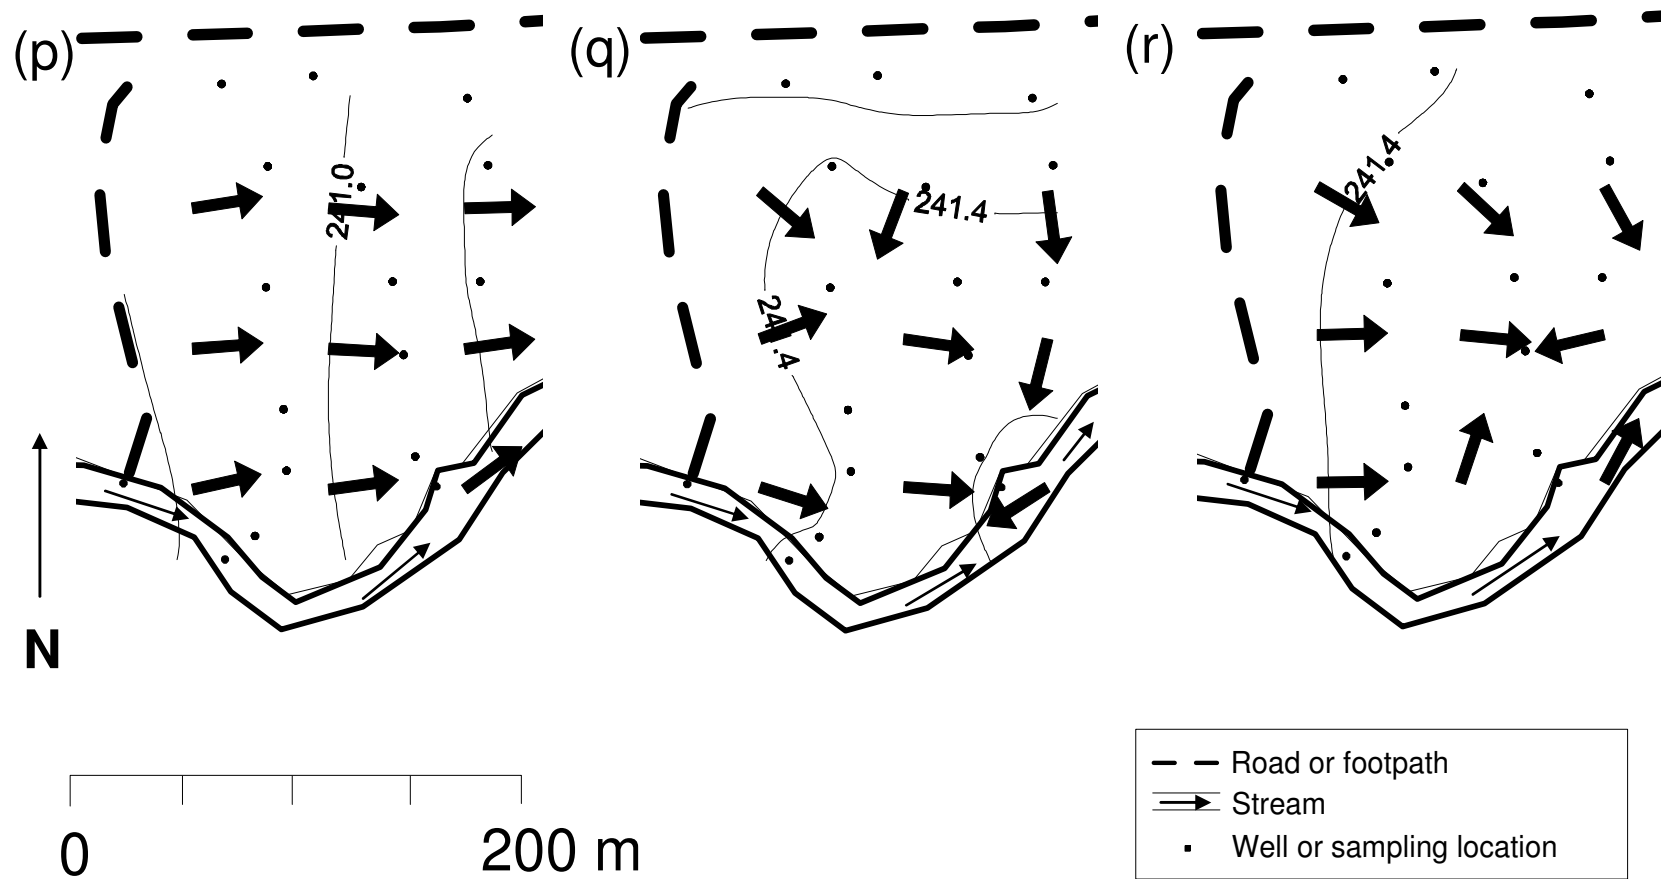 (p)
(q)
(r)
241.0
241.4
241.4
241.4
N
0
200 m
Road or footpath
Stream
Well or sampling location